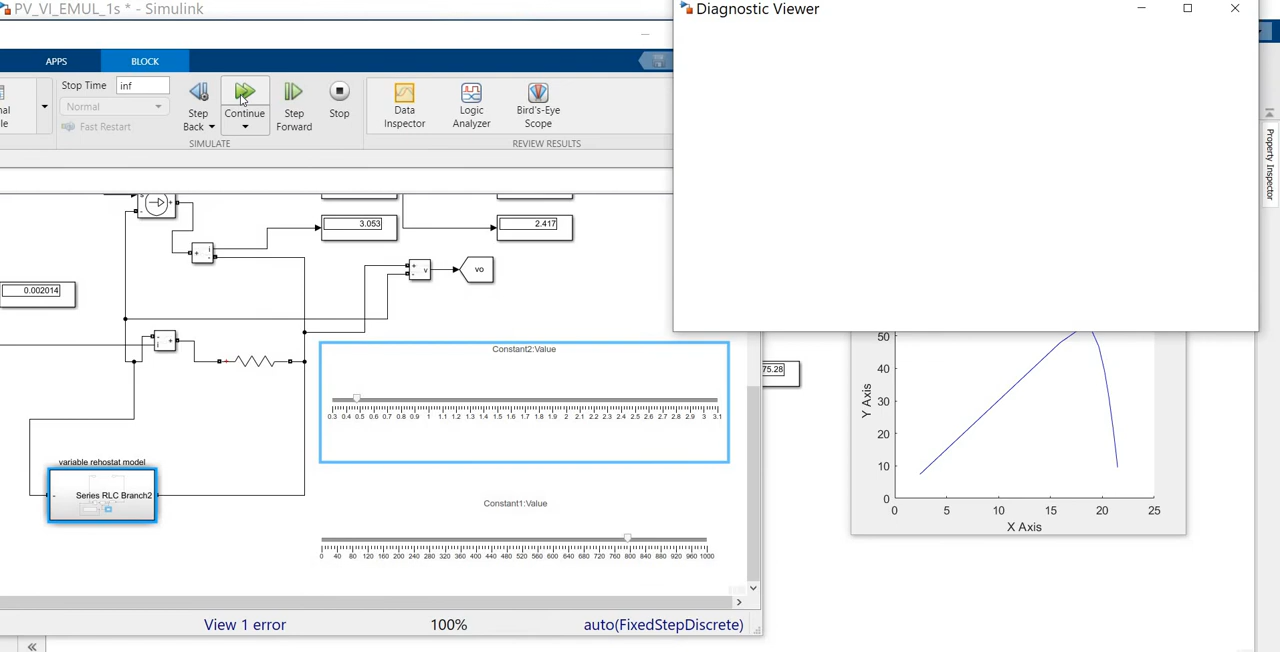 PV_VI_EMUL_1s * - Simulink
Diagnostic Viewer
APPS
BLOCK
Stop Time
inf
Normal
Fast Restart
Step
Back
Continue
Step
Forward
Stop
SIMULATE
Data
Inspector
Logic
Analyzer
Bird's-Eye
Scope
REVIEW RESULTS
Property Inspector
3.053
2.417
0.002014
i
v
vo
i
Constant2:Value
0.3 0.4 0.5 0.6 0.7 0.8 0.9 1 1.1 1.2 1.3 1.4 1.5 1.6 1.7 1.8 1.9 2 2.1 2.2 2.3 2.4 2.5 2.6 2.7 2.8 2.9 3 3.1
variable rehostat model
Series RLC Branch2
Constant1:Value
0 40 80 120 160 200 240 280 320 360 400 440 480 520 560 600 640 680 720 760 800 840 880 920 960 1000
75.28
50
40
30
20
10
0
Y Axis
0 5 10 15 20 25
X Axis
View 1 error
100%
auto(FixedStepDiscrete)